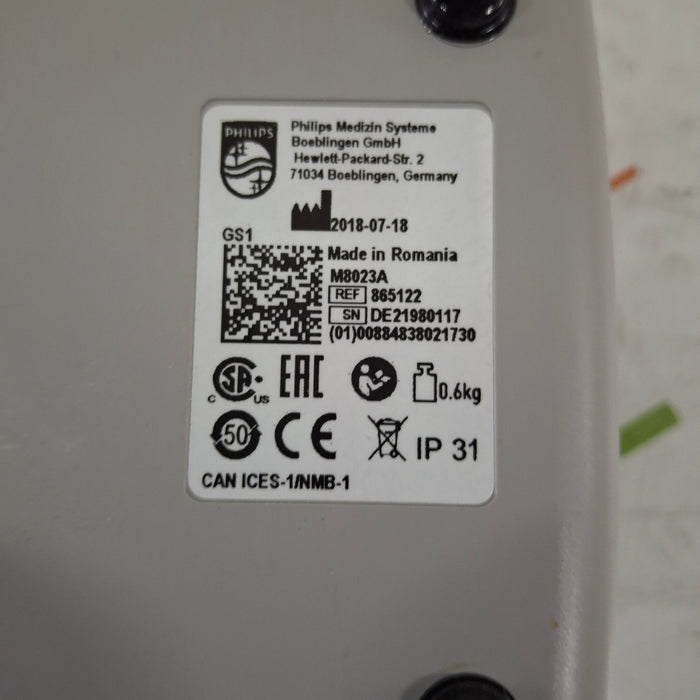 PHILIPS
Philips Medizin Systeme
Boeblingen GmbH
Hewlett-Packard-Str. 2
71034 Boeblingen, Germany
2018-07-18
GS1
Made in Romania
M8023A
REF 865122
SN DE21980117
(01)00884838021730
C SA US EAC 0.6kg
50 CE IP 31
CAN ICES-1/NMB-1